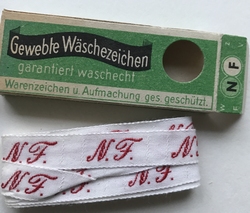 Gewebte Wäschezeichen
garantiert waschecht
Warenzeichen u. Aufmachung ges. geschützt.
N F
N.F. N.F. N.F.
N.F. N.F. N.F.